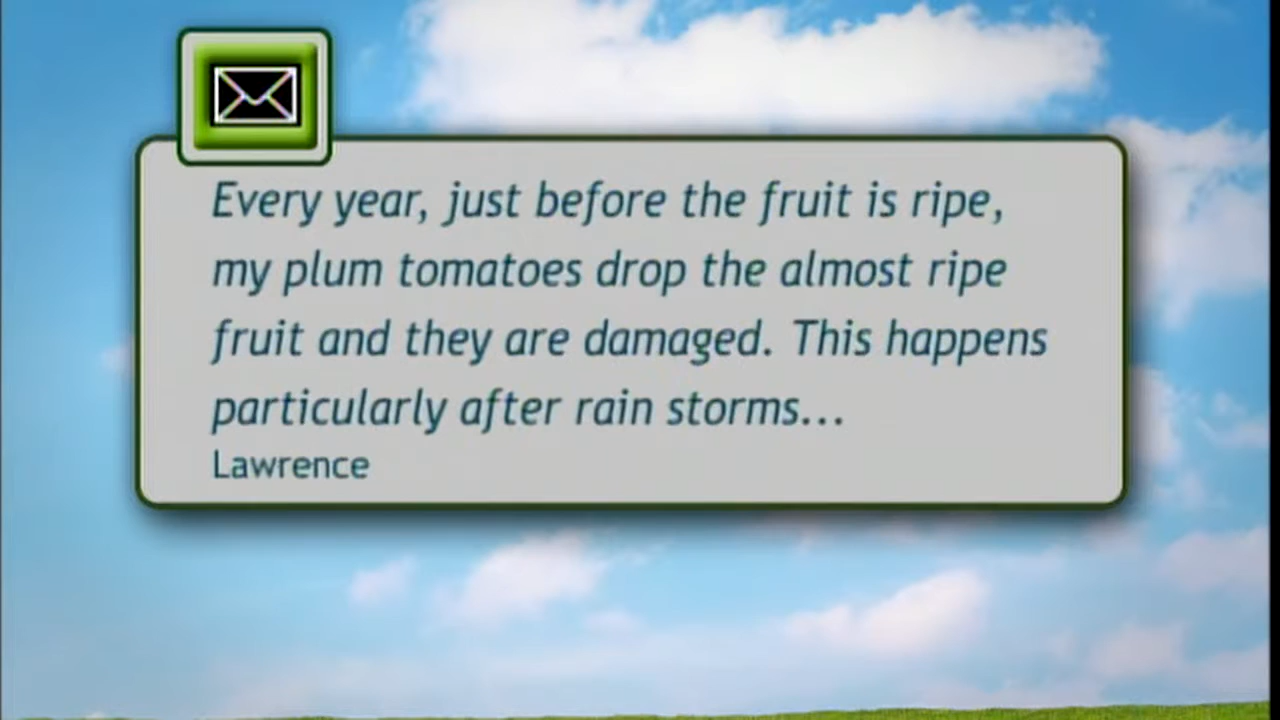 Every year, just before the fruit is ripe,
my plum tomatoes drop the almost ripe
fruit and they are damaged. This happens
particularly after rain storms...
Lawrence